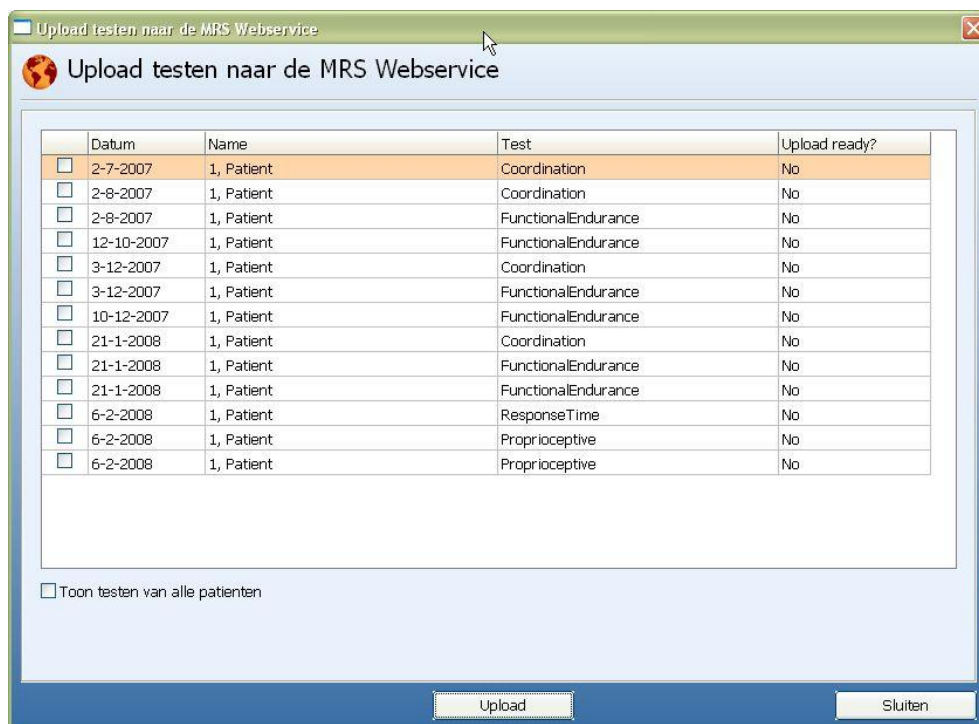 Upload testen naar de MRS Webservice
Upload testen naar de MRS Webservice
Datum Name Test Upload ready?
2-7-2007 1, Patient Coordination No
2-8-2007 1, Patient Coordination No
2-8-2007 1, Patient FunctionalEndurance No
12-10-2007 1, Patient FunctionalEndurance No
3-12-2007 1, Patient Coordination No
3-12-2007 1, Patient FunctionalEndurance No
10-12-2007 1, Patient FunctionalEndurance No
21-1-2008 1, Patient Coordination No
21-1-2008 1, Patient FunctionalEndurance No
21-1-2008 1, Patient FunctionalEndurance No
6-2-2008 1, Patient ResponseTime No
6-2-2008 1, Patient Proprioceptive No
6-2-2008 1, Patient Proprioceptive No
Toon testen van alle patienten
Upload Sluiten